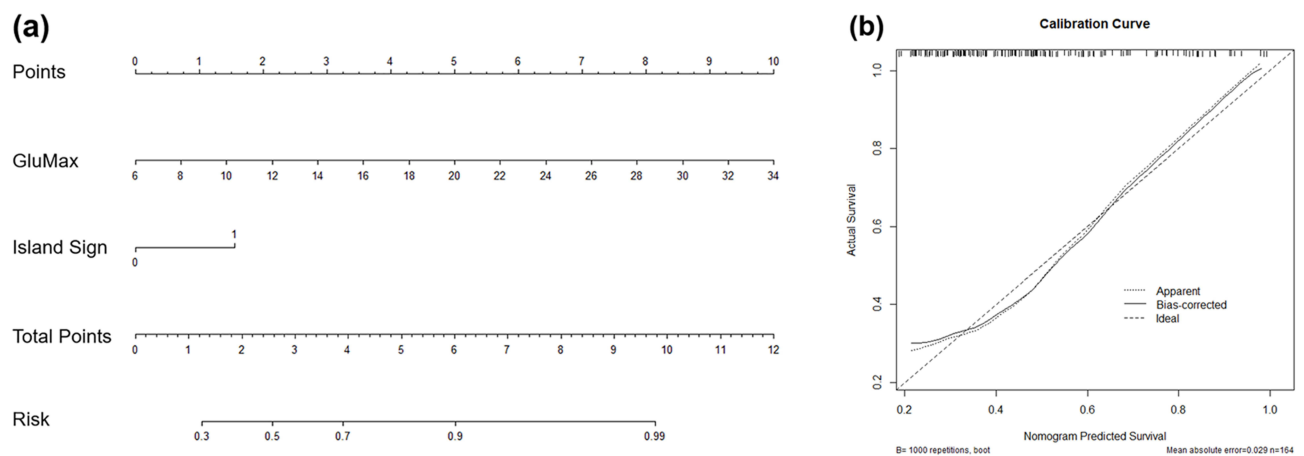 (a)
Points
0 1 2 3 4 5 6 7 8 9 10
GluMax
6 8 10 12 14 16 18 20 22 24 26 28 30 32 34
Island Sign
1
0
Total Points
0 1 2 3 4 5 6 7 8 9 10 11 12
Risk
0.3 0.5 0.7 0.9 0.99
(b)
Calibration Curve
Actual Survival
1.0
0.8
0.6
0.4
0.2
Apparent
Bias-corrected
Ideal
0.2 0.4 0.6 0.8 1.0
Nomogram Predicted Survival
B= 1000 repetitions, boot
Mean absolute error=0.029 n=164